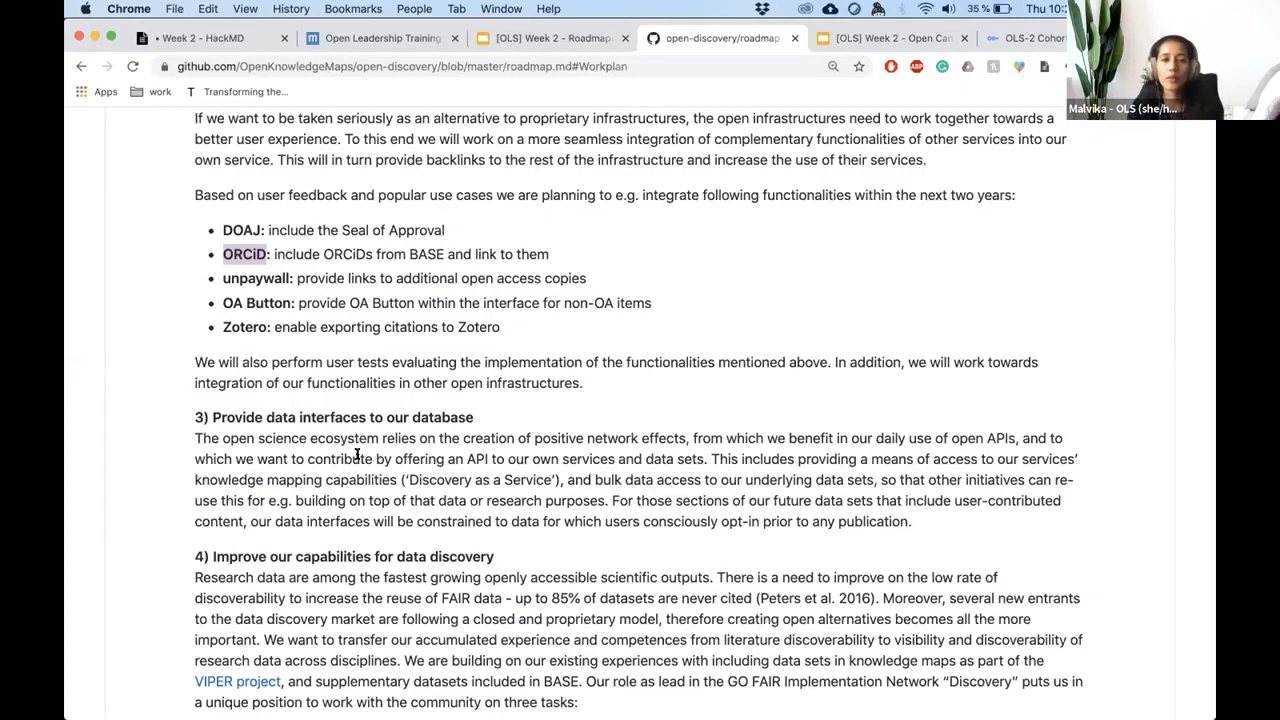 Chrome File Edit View History Bookmarks People Tab Window Help 35 % Thu 10:
• Week 2 - HackMD
Open Leadership Training
[OLS] Week 2 - Roadmap
open-discovery/roadmap.
[OLS] Week 2 - Open Can
OLS-2 Cohor
github.com/OpenKnowledgeMaps/open-discovery/blob/master/roadmap.md#Workplan
ABP
Apps work T Transforming the...
Malvika - OLS (she/h...
If we want to be taken seriously as an alternative to proprietary infrastructures, the open infrastructures need to work together towards a
better user experience. To this end we will work on a more seamless integration of complementary functionalities of other services into our
own service. This will in turn provide backlinks to the rest of the infrastructure and increase the use of their services.
Based on user feedback and popular use cases we are planning to e.g. integrate following functionalities within the next two years:
• DOAJ: include the Seal of Approval
• ORCiD: include ORCiDs from BASE and link to them
• unpaywall: provide links to additional open access copies
• OA Button: provide OA Button within the interface for non-OA items
• Zotero: enable exporting citations to Zotero
We will also perform user tests evaluating the implementation of the functionalities mentioned above. In addition, we will work towards
integration of our functionalities in other open infrastructures.
3) Provide data interfaces to our database
The open science ecosystem relies on the creation of positive network effects, from which we benefit in our daily use of open APIs, and to
which we want to contribute by offering an API to our own services and data sets. This includes providing a means of access to our services’
knowledge mapping capabilities (‘Discovery as a Service’), and bulk data access to our underlying data sets, so that other initiatives can re-
use this for e.g. building on top of that data or research purposes. For those sections of our future data sets that include user-contributed
content, our data interfaces will be constrained to data for which users consciously opt-in prior to any publication.
4) Improve our capabilities for data discovery
Research data are among the fastest growing openly accessible scientific outputs. There is a need to improve on the low rate of
discoverability to increase the reuse of FAIR data - up to 85% of datasets are never cited (Peters et al. 2016). Moreover, several new entrants
to the data discovery market are following a closed and proprietary model, therefore creating open alternatives becomes all the more
important. We want to transfer our accumulated experience and competences from literature discoverability to visibility and discoverability of
research data across disciplines. We are building on our existing experiences with including data sets in knowledge maps as part of the
VIPER project, and supplementary datasets included in BASE. Our role as lead in the GO FAIR Implementation Network “Discovery” puts us in
a unique position to work with the community on three tasks: